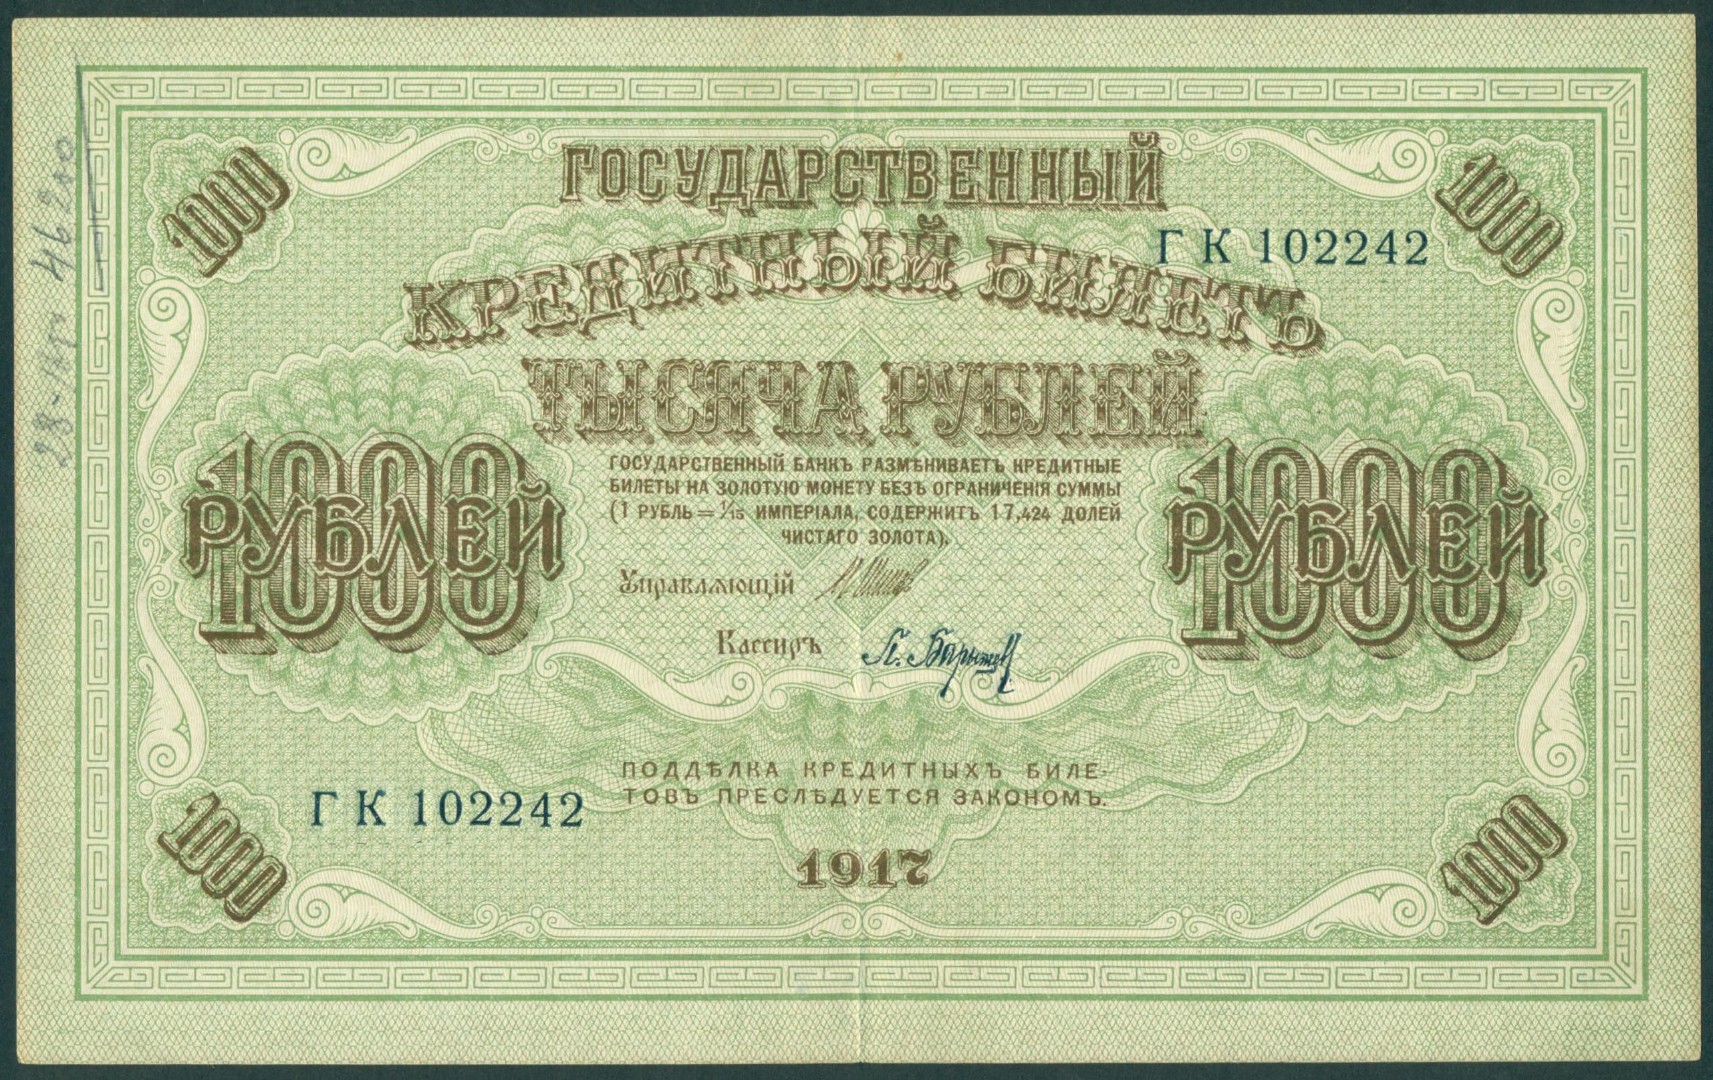 1000
1000
ГОСУДАРСТВЕННЫЙ
КРЕДИТНЫЙ БИЛЕТЪ
ГК 102242
ТЫСЯЧА РУБЛЕЙ
1000
РУБЛЕЙ
1000
РУБЛЕЙ
ГОСУДАРСТВЕННЫЙ БАНКЪ РАЗМѢНИВАЕТЪ КРЕДИТНЫЕ
БИЛЕТЫ НА ЗОЛОТУЮ МОНЕТУ БЕЗЪ ОГРАНИЧЕНІЯ СУММЫ
(1 РУБЛЬ = 1/15 ИМПЕРІАЛА, СОДЕРЖИТЪ 17,424 ДОЛЕЙ
ЧИСТАГО ЗОЛОТА).
Управляющій
Кассиръ
ПОДДѢЛКА КРЕДИТНЫХЪ БИЛЕ-
ТОВЪ ПРЕСЛѢДУЕТСЯ ЗАКОНОМЪ.
ГК 102242
1917
1000
1000